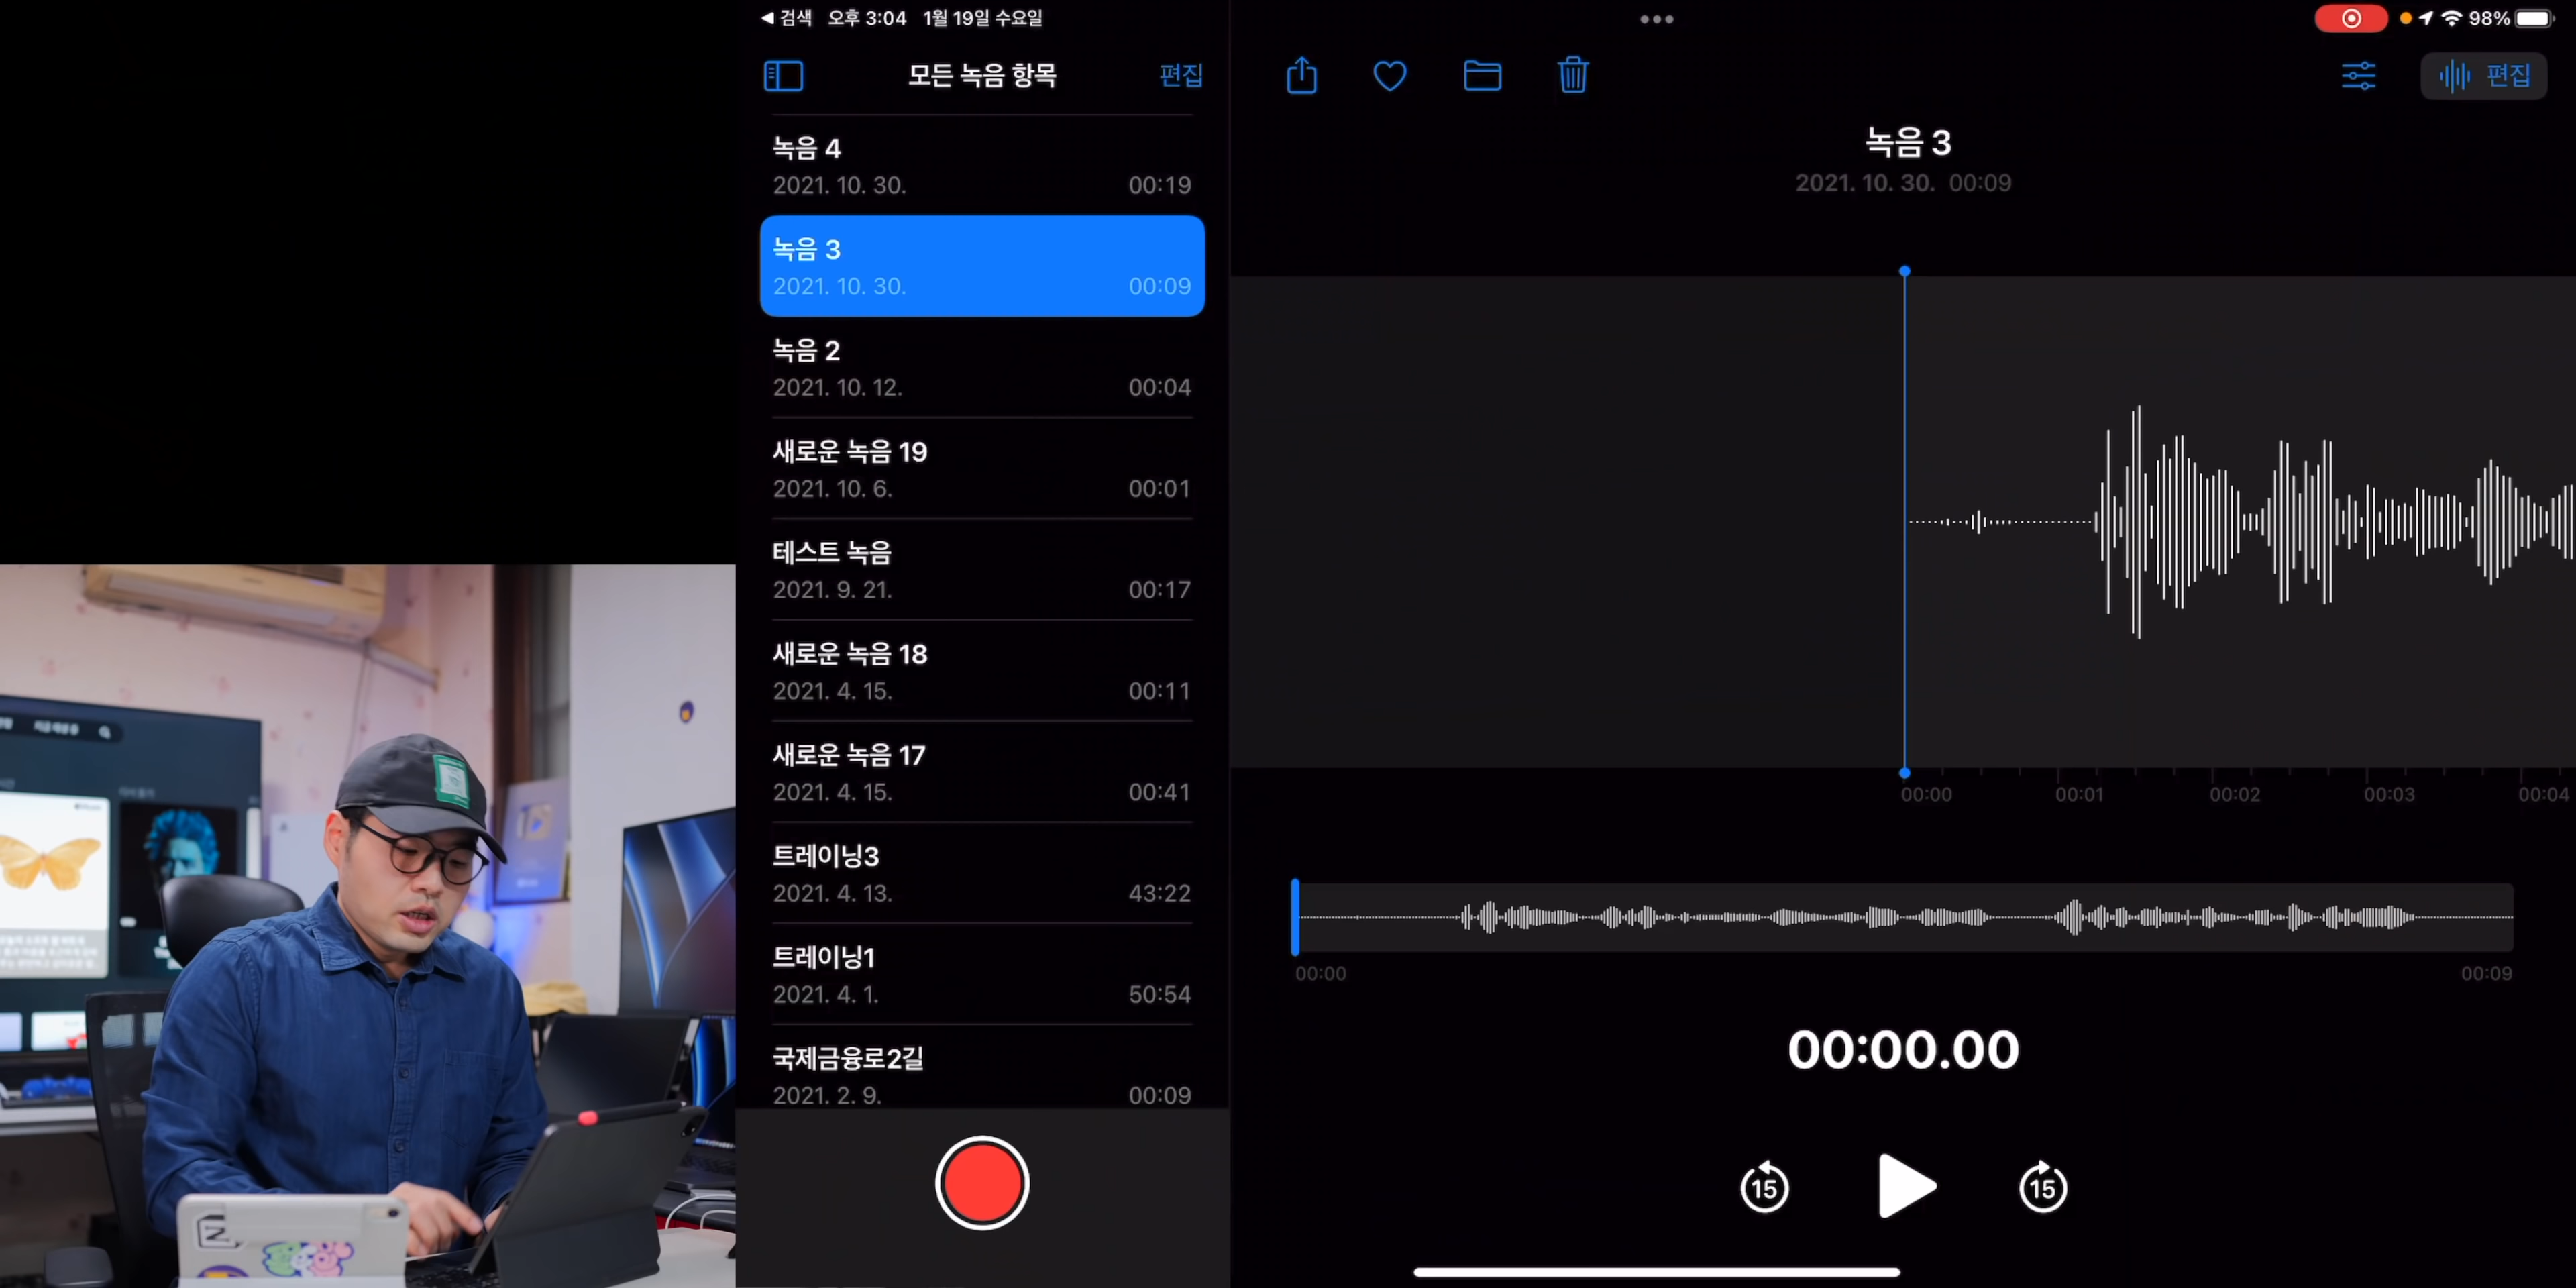 ◀ 검색 오후 3:04 1월 19일 수요일
98%
모든 녹음 항목
편집
녹음 4
2021. 10. 30. 00:19
녹음 3
2021. 10. 30. 00:09
녹음 2
2021. 10. 12. 00:04
새로운 녹음 19
2021. 10. 6. 00:01
테스트 녹음
2021. 9. 21. 00:17
새로운 녹음 18
2021. 4. 15. 00:11
새로운 녹음 17
2021. 4. 15. 00:41
트레이닝3
2021. 4. 13. 43:22
트레이닝1
2021. 4. 1. 50:54
국제금융로2길
2021. 2. 9. 00:09
편집
녹음 3
2021. 10. 30. 00:09
00:00 00:01 00:02 00:03 00:04
00:00 00:09
00:00.00
15 15
N